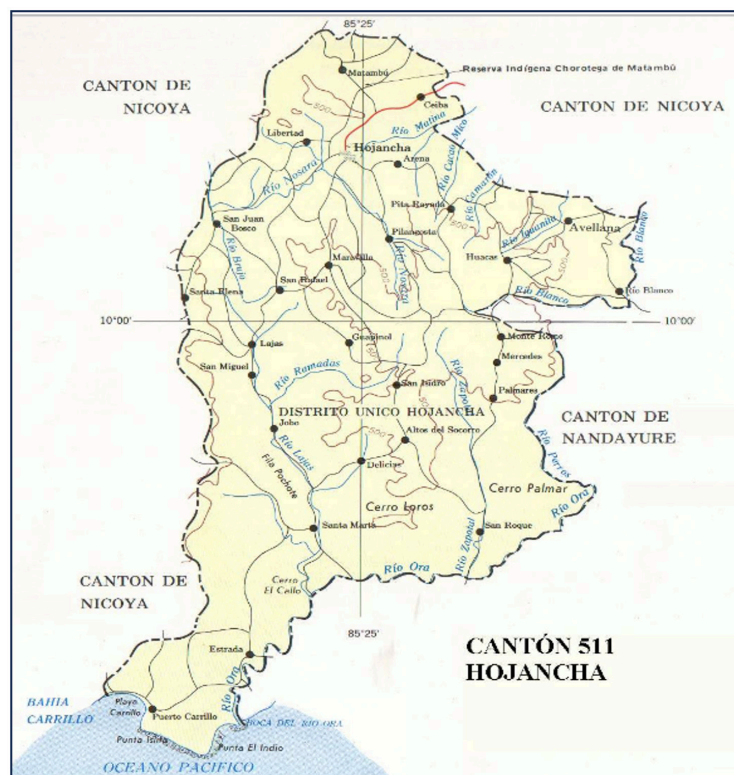 85°25'
CANTON DE
NICOYA
Matambú
Reserva Indígena Chorotega de Matambú
500
Ceiba
CANTON DE NICOYA
Libertad
Río Matina
Hojancha
Río Cacao Mico
Arena
Río Nosara
Río Camarón
Pita Rayada
500
San Juan
Bosco
Río Iguanita
Avellana
Río Blanco
Pilangosta
Río Bruja
Maravilla
Río Nosara
Huacas
500
500
San Rafael
Santa Elena
Río Blanco
Río Blanco
10°00'
10°00'
Monte Romo
Lajas
Guapinol
Mercedes
San Miguel
Río Ramadas
San Isidro
Río Zapotal
Palmares
DISTRITO UNICO HOJANCHA
CANTON DE
NANDAYURE
Jobo
500
Altos del Socorro
Río Lajas
Río Perros
Fila Pochote
Delicias
Cerro Palmar
Cerro Loros
Río Ora
Santa Marta
San Roque
Río Zapotal
Río Ora
CANTON DE
NICOYA
Cerro
El Cello
85°25'
CANTÓN 511
HOJANCHA
Estrada
Río Ora
BAHIA
CARRILLO
Playa
Carrillo
Puerto Carrillo
BOCA DEL RIO ORA
Punta Islita
Punta El Indio
OCEANO PACIFICO